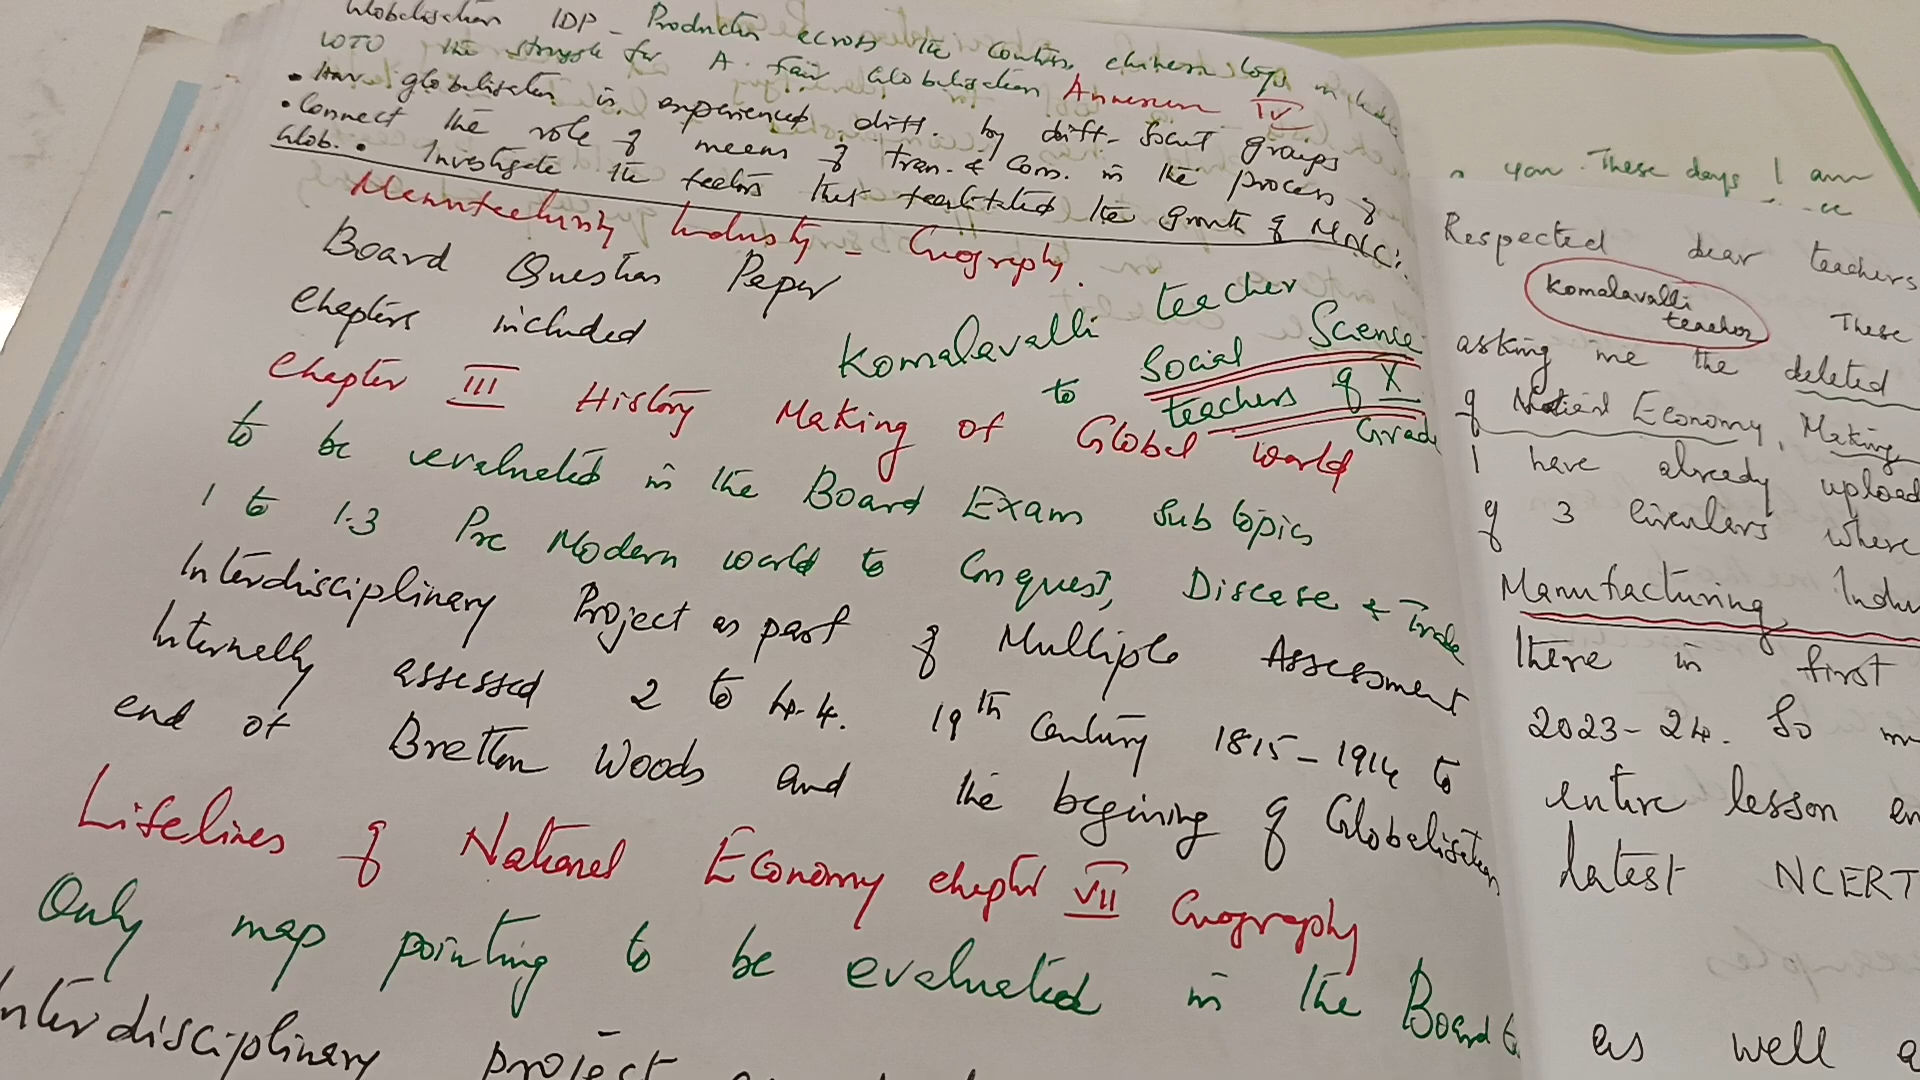 Globalisation IDP - Production across the Countries, chinese toys in India
WTO the struggle for A fair Globalisation Annexure IV
• How globalisation is experienced diff. by diff- social groups
• Connect the role of means of tran. & Com. in the process of
Glob. • Investigate the factors that facilitated the growth of MNCs.
Manufacturing Industry - Geography.
Board Question Paper
Chapters included
Komalavalli teacher
to Social Science
teachers of X
Grade
Chapter III History Making of Global World
to be evaluated in the Board Exam Sub topics
1 to 1.3 Pre Modern world to Conquest, Disease & Trade
Interdisciplinary Project as part of Multiple Assessment
Internally assessed 2 to 4.4. 19th Century 1815-1914 to
end of Bretton Woods and the begining of Globalisation
Lifelines of National Economy chapter VII Geography
Only map pointing to be evaluated in the Board
Interdisciplinary project
you. These days I am
Respected dear teachers
Komalavalli
teacher
These
asking me the deleted
of National Economy, Making
I have already upload
of 3 Circulars where
Manufacturing Indu
there in first
2023-24. So
entire lesson
latest NCERT
as well